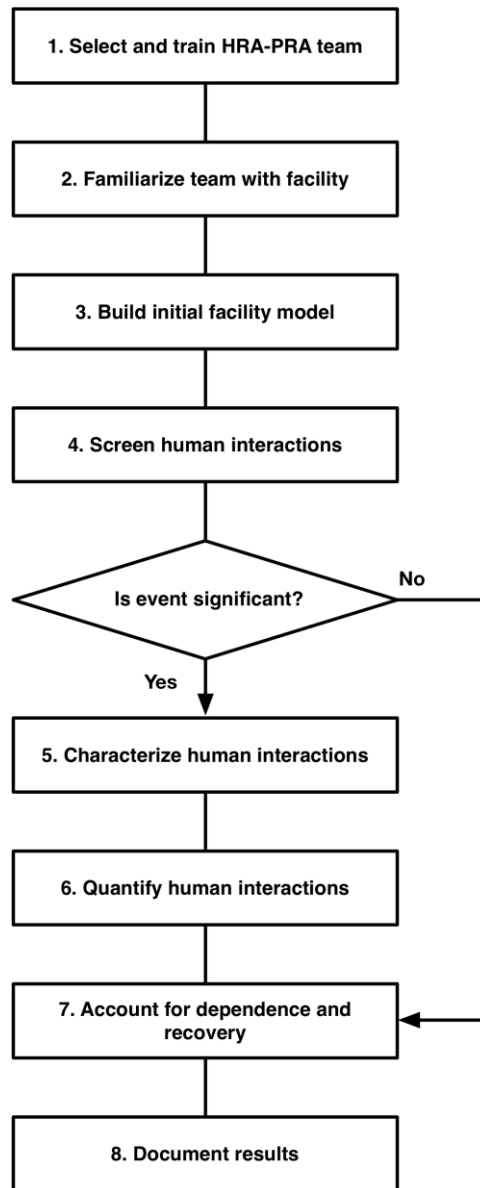 1. Select and train HRA-PRA team
2. Familiarize team with facility
3. Build initial facility model
4. Screen human interactions
Is event significant?
No
Yes
5. Characterize human interactions
6. Quantify human interactions
7. Account for dependence and
recovery
8. Document results